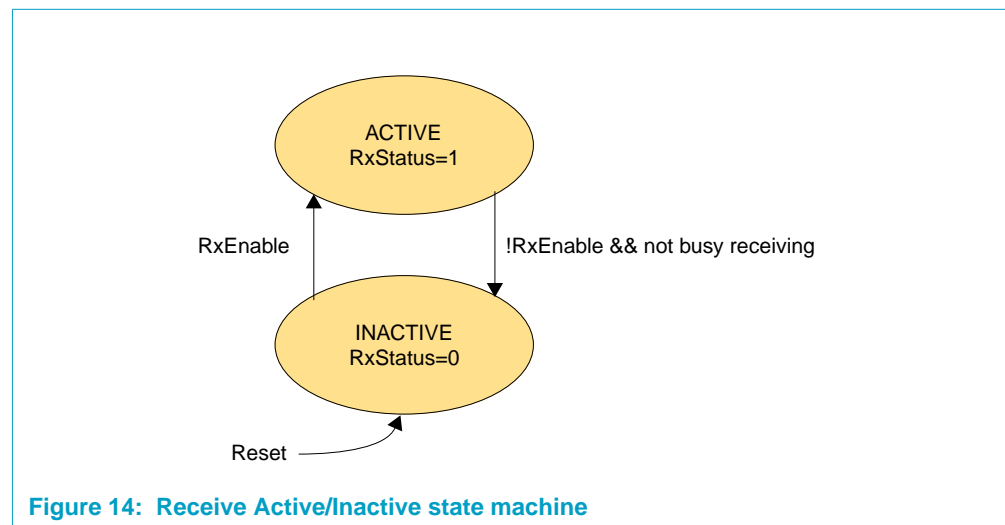 ACTIVE
RxStatus=1
RxEnable
!RxEnable && not busy receiving
INACTIVE
RxStatus=0
Reset
Figure 14: Receive Active/Inactive state machine